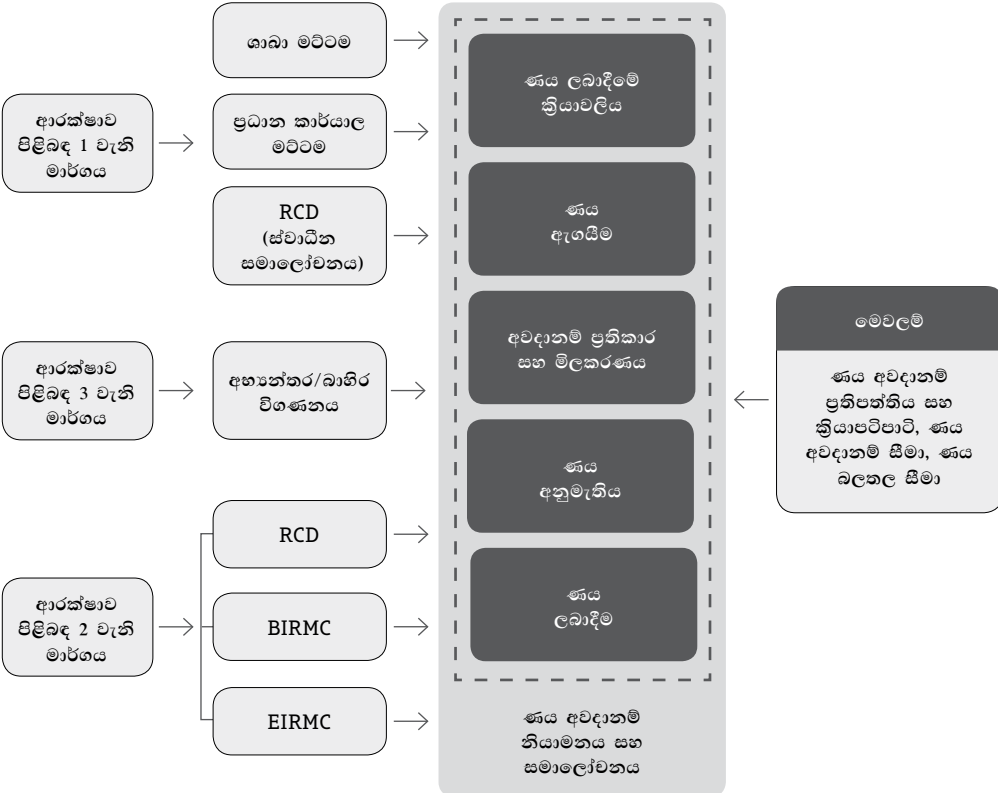 ශාඛා මට්ටම
ආරක්ෂාව
පිළිබඳ 1 වැනි
මාර්ගය
ප්‍රධාන කාර්යාල
මට්ටම
RCD
(ස්වාධීන
සමාලෝචනය)
ආරක්ෂාව
පිළිබඳ 3 වැනි
මාර්ගය
අභ්‍යන්තර/බාහිර
විගණනය
ආරක්ෂාව
පිළිබඳ 2 වැනි
මාර්ගය
RCD
BIRMC
EIRMC
ණය ලබාදීමේ
ක්‍රියාවලිය
ණය
ඇගයීම
අවදානම් ප්‍රතිකාර
සහ මිලකරණය
ණය
අනුමැතිය
ණය
ලබාදීම
ණය අවදානම්
නියාමනය සහ
සමාලෝචනය
මෙවලම්
ණය අවදානම්
ප්‍රතිපත්තිය සහ
ක්‍රියාපටිපාටි, ණය
අවදානම් සීමා, ණය
බලතල සීමා